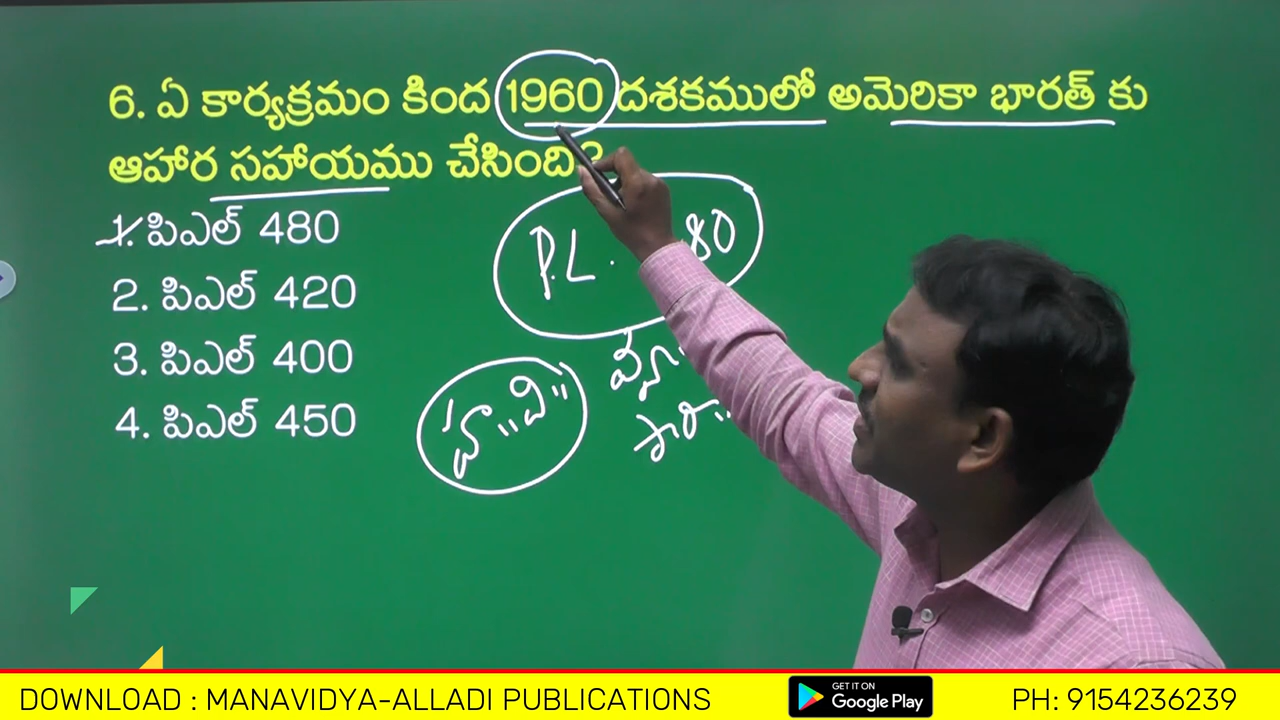 6. ఏ కార్యక్రమం కింద 1960 దశకములో అమెరికా భారత్ కు
ఆహార సహాయము చేసింది?
1. పిఎల్ 480
2. పిఎల్ 420
3. పిఎల్ 400
4. పిఎల్ 450
P.L. 80
DOWNLOAD : MANAVIDYA-ALLADI PUBLICATIONS
GET IT ON
Google Play
PH: 9154236239